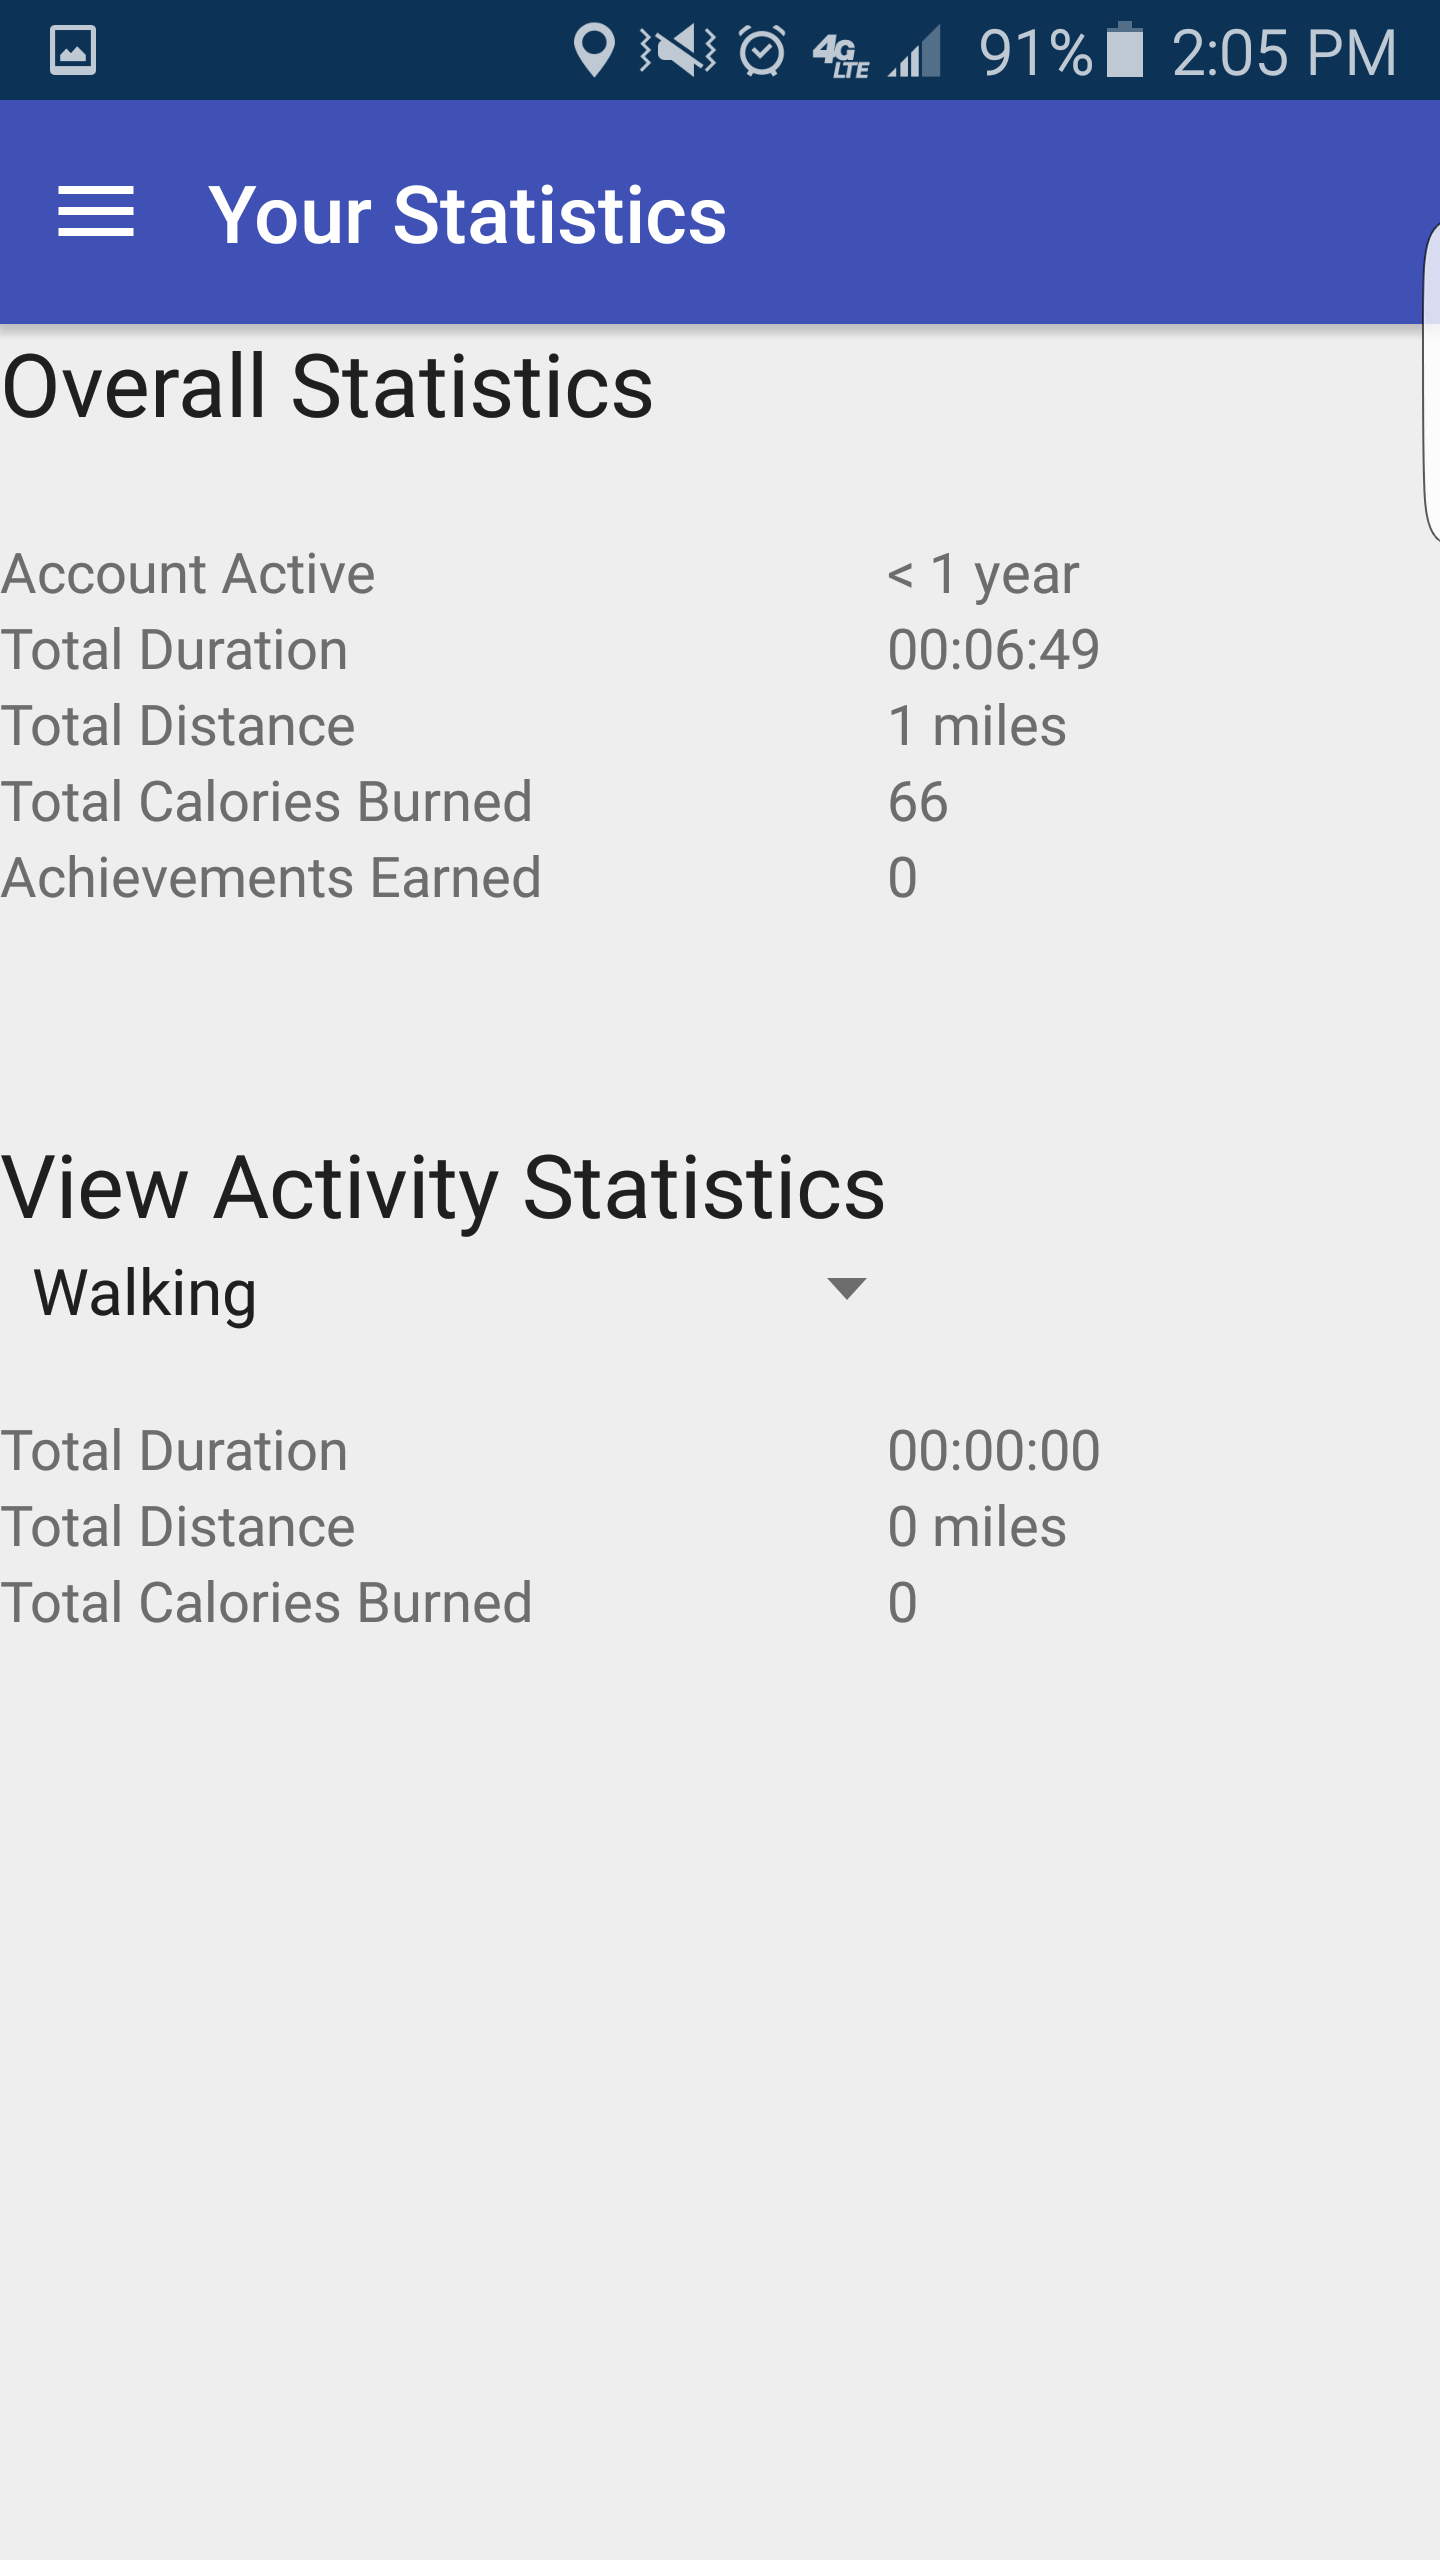 4G LTE 91% 2:05 PM
Your Statistics
Overall Statistics
Account Active < 1 year
Total Duration 00:06:49
Total Distance 1 miles
Total Calories Burned 66
Achievements Earned 0
View Activity Statistics
Walking
Total Duration 00:00:00
Total Distance 0 miles
Total Calories Burned 0